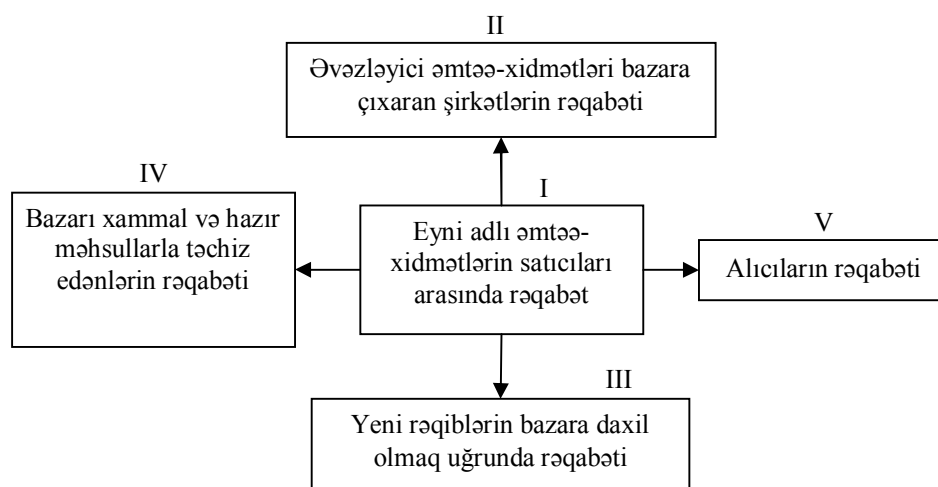 II
Əvəzləyici əmtəə-xidmətləri bazara
çıxaran şirkətlərin rəqabəti
IV
Bazarı xammal və hazır
məhsullarla təchiz
edənlərin rəqabəti
I
Eyni adlı əmtəə-
xidmətlərin satıcıları
arasında rəqabət
V
Alıcıların rəqabəti
III
Yeni rəqiblərin bazara daxil
olmaq uğrunda rəqabəti